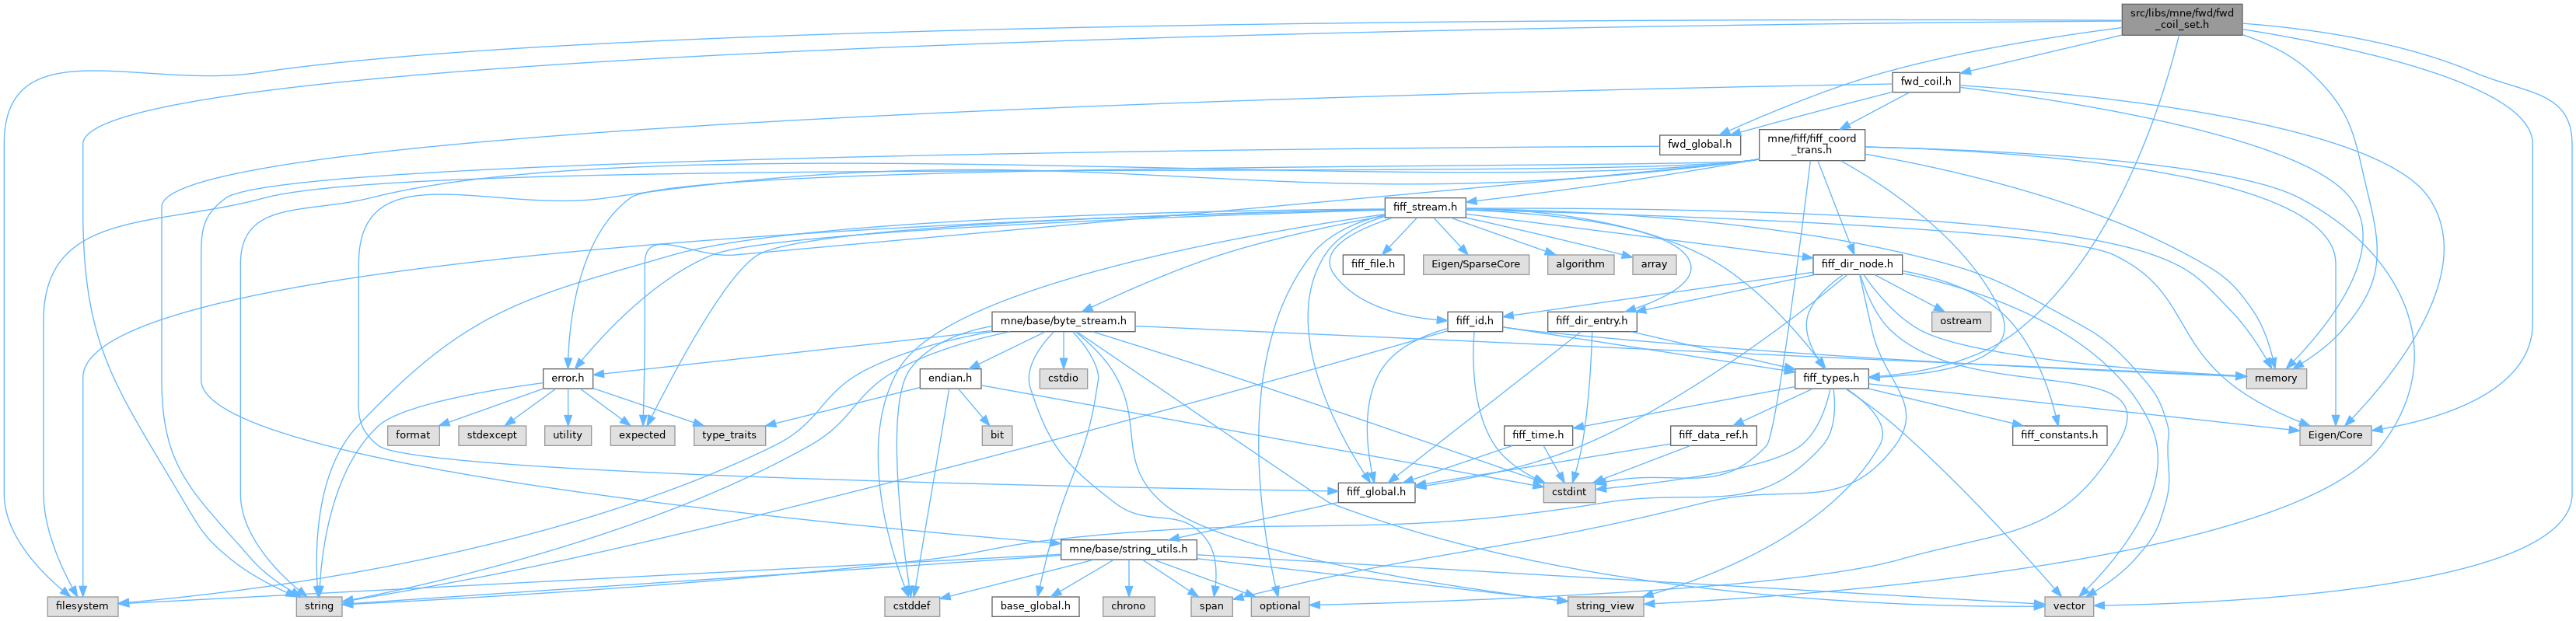 src/libs/mne/fwd/fwd
_coil_set.h
fwd_coil.h
fwd_global.h
mne/fiff/fiff_coord
_trans.h
fiff_stream.h
fiff_file.h
Eigen/SparseCore
algorithm
array
fiff_dir_node.h
mne/base/byte_stream.h
fiff_id.h
fiff_dir_entry.h
ostream
error.h
cstdio
endian.h
fiff_types.h
memory
format
stdexcept
utility
expected
type_traits
bit
fiff_time.h
fiff_data_ref.h
fiff_constants.h
Eigen/Core
fiff_global.h
cstdint
mne/base/string_utils.h
filesystem
string
cstddef
base_global.h
chrono
span
optional
string_view
vector